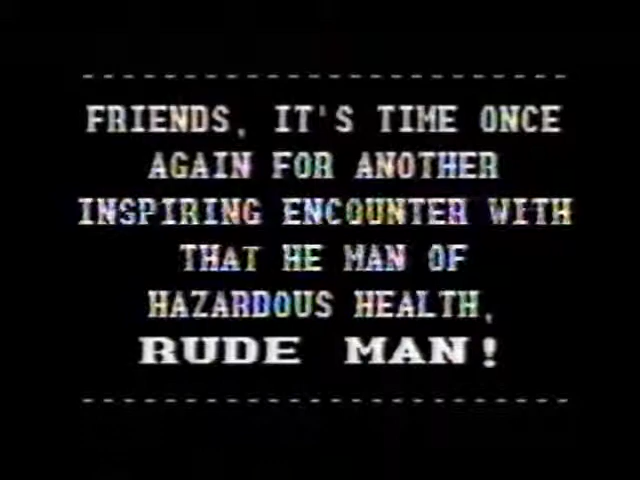 FRIENDS, IT'S TIME ONCE
AGAIN FOR ANOTHER
INSPIRING ENCOUNTER WITH
THAT HE MAN OF
HAZARDOUS HEALTH,
RUDE MAN!